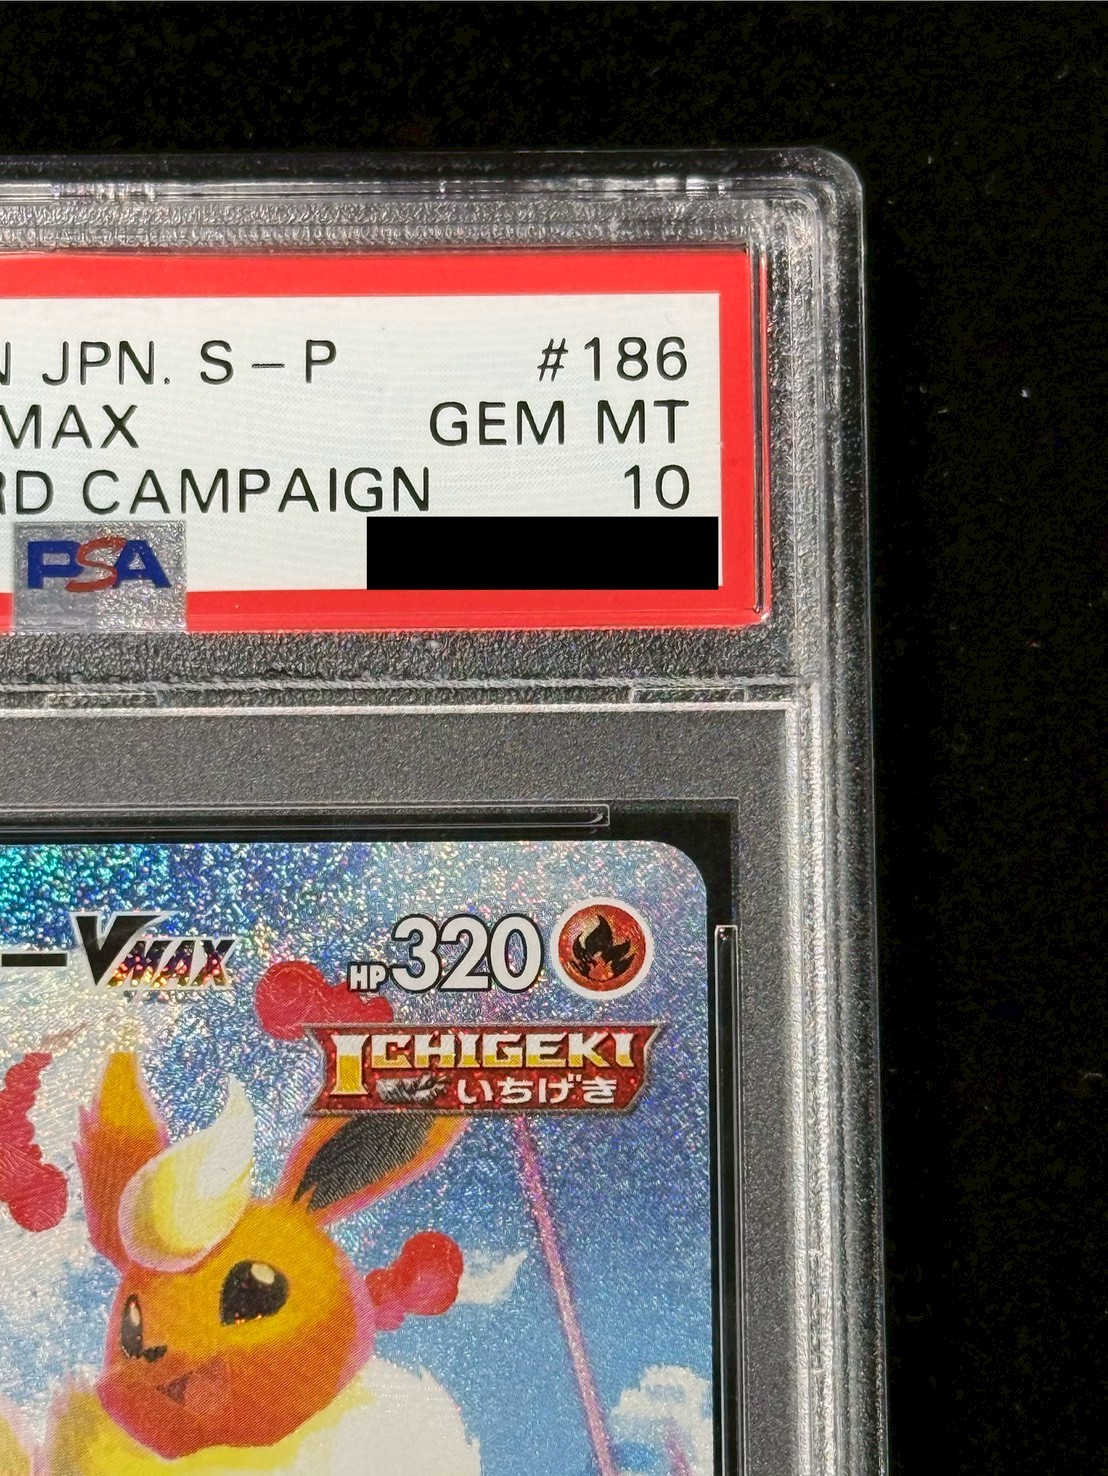 N JPN. S-P #186
MAX GEM MT
RD CAMPAIGN 10
PSA
VMAX HP320
ICHIGEKI
いちげき